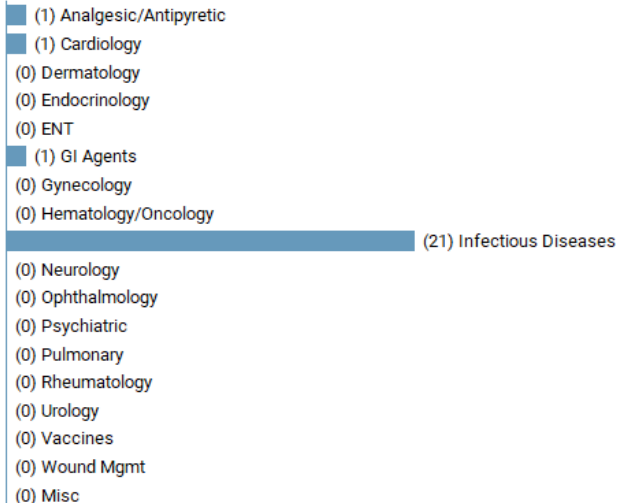 (1) Analgesic/Antipyretic
(1) Cardiology
(0) Dermatology
(0) Endocrinology
(0) ENT
(1) GI Agents
(0) Gynecology
(0) Hematology/Oncology
(21) Infectious Diseases
(0) Neurology
(0) Ophthalmology
(0) Psychiatric
(0) Pulmonary
(0) Rheumatology
(0) Urology
(0) Vaccines
(0) Wound Mgmt
(0) Misc